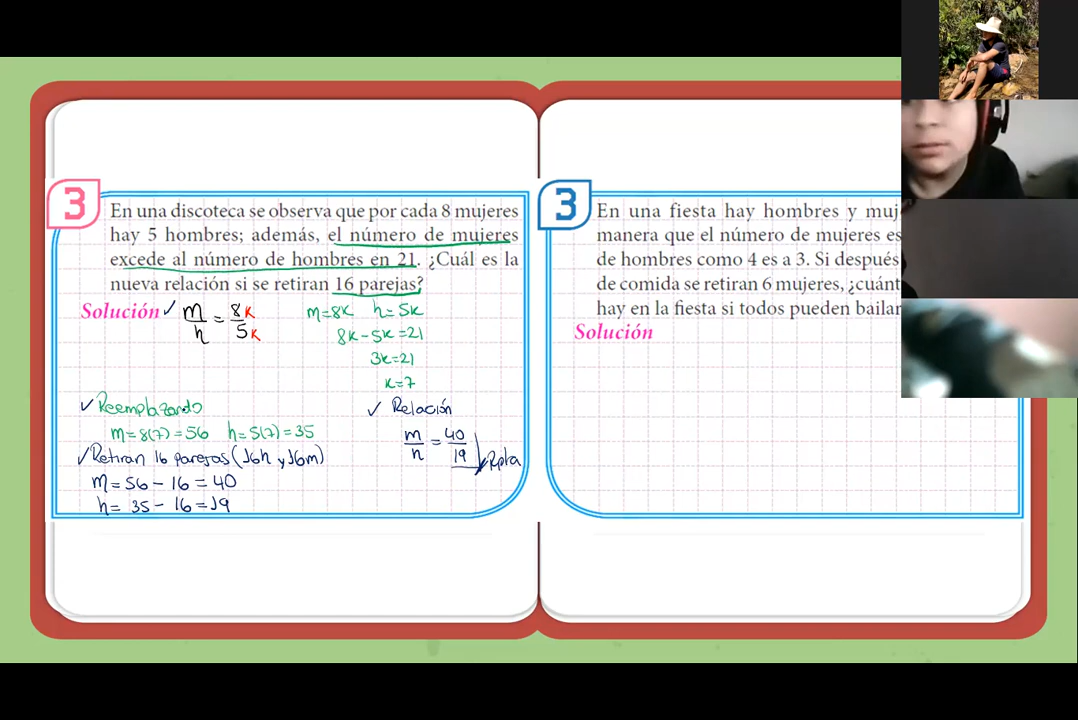 3
En una discoteca se observa que por cada 8 mujeres
hay 5 hombres; además, el número de mujeres
excede al número de hombres en 21. ¿Cuál es la
nueva relación si se retiran 16 parejas?
Solución ✓ m/h = 8K/5K
m=8K h=5K
8K-5K=21
3K=21
K=7
✓ Reemplazando
m=8(7)=56 h=5(7)=35
✓ Retiran 16 parejas (16h y 16m)
m=56-16=40
h=35-16=19
✓ Relación
m/h = 40/19 Rpta
3
En una fiesta hay hombres y muj
manera que el número de mujeres es
de hombres como 4 es a 3. Si después
de comida se retiran 6 mujeres, ¿cuánt
hay en la fiesta si todos pueden bailar
Solución